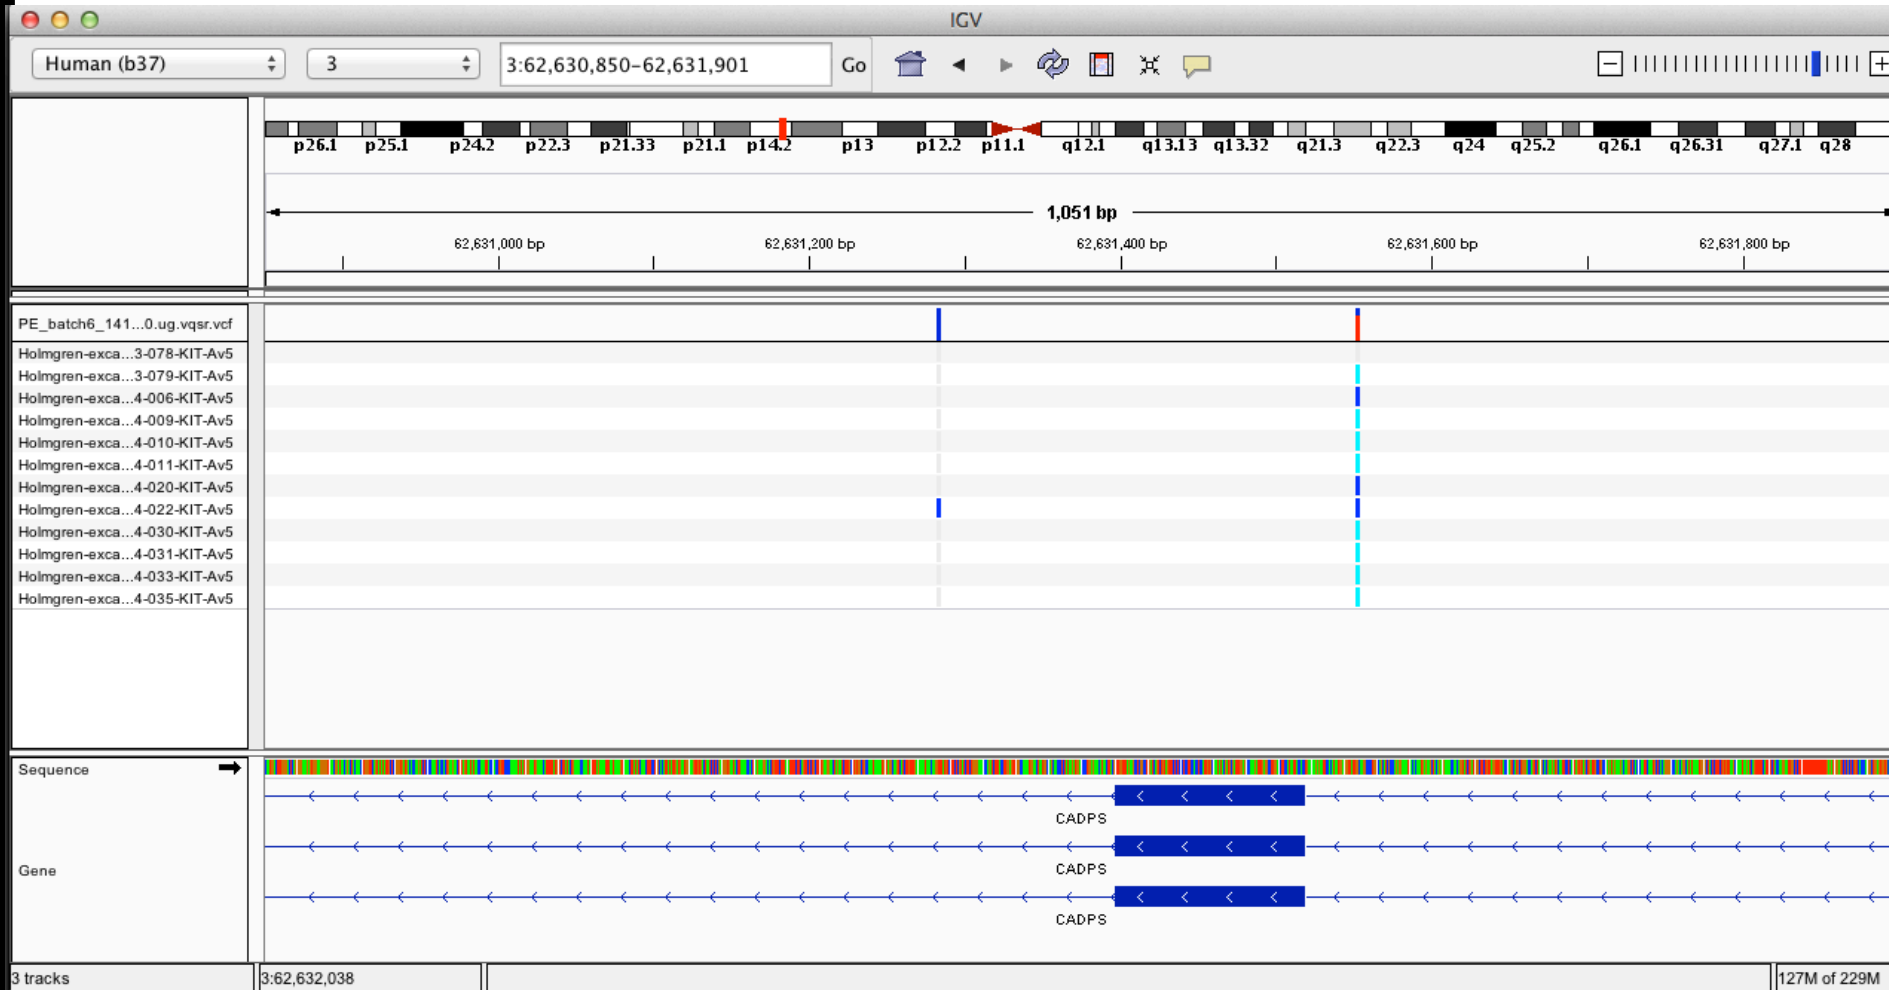 IGV
Human (b37) 3 3:62,630,850-62,631,901 Go
p26.1 p25.1 p24.2 p22.3 p21.33 p21.1 p14.2 p13 p12.2 p11.1 q12.1 q13.13 q13.32 q21.3 q22.3 q24 q25.2 q26.1 q26.31 q27.1 q28
1,051 bp
62,631,000 bp 62,631,200 bp 62,631,400 bp 62,631,600 bp 62,631,800 bp
PE_batch6_141...0.ug.vqsr.vcf
Holmgren-exca...3-078-KIT-Av5
Holmgren-exca...3-079-KIT-Av5
Holmgren-exca...4-006-KIT-Av5
Holmgren-exca...4-009-KIT-Av5
Holmgren-exca...4-010-KIT-Av5
Holmgren-exca...4-011-KIT-Av5
Holmgren-exca...4-020-KIT-Av5
Holmgren-exca...4-022-KIT-Av5
Holmgren-exca...4-030-KIT-Av5
Holmgren-exca...4-031-KIT-Av5
Holmgren-exca...4-033-KIT-Av5
Holmgren-exca...4-035-KIT-Av5
Sequence
CADPS
CADPS
Gene
CADPS
3 tracks 3:62,632,038 127M of 229M